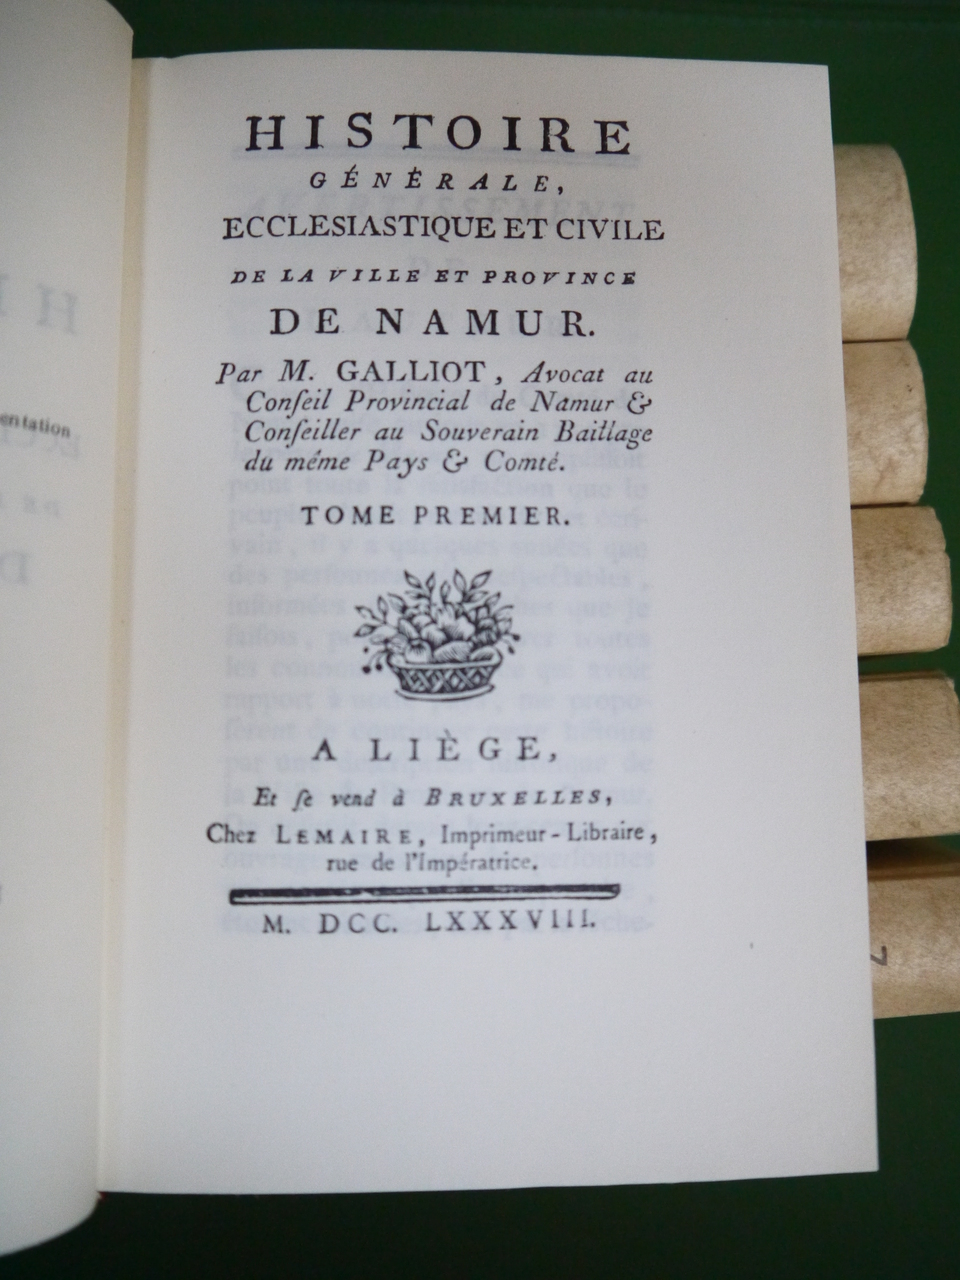 HISTOIRE
GÉNÉRALE,
ECCLESIASTIQUE ET CIVILE
DE LA VILLE ET PROVINCE
DE NAMUR.
Par M. GALLIOT, Avocat au
Conſeil Provincial de Namur &
Conſeiller au Souverain Baillage
du méme Pays & Comté.
TOME PREMIER.
A LIÈGE,
Et ſe vend à BRUXELLES,
Chez LEMAIRE, Imprimeur-Libraire,
rue de l'Impératrice.
M. DCC. LXXXVIII.
entation
7